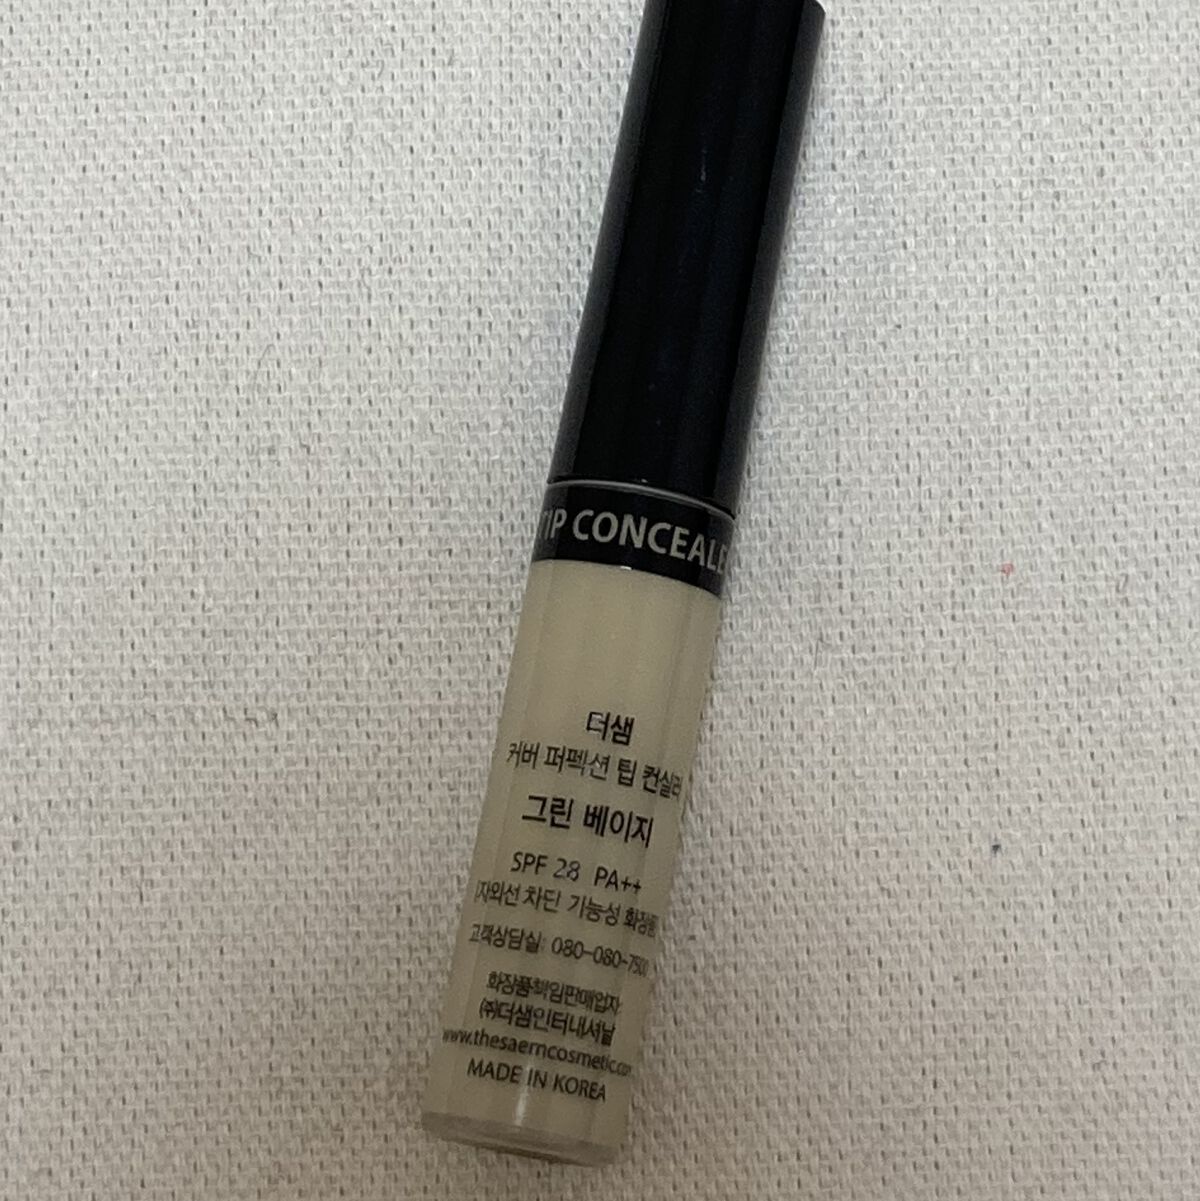 TIP CONCEALE
더샘
커버 퍼펙션 팁 컨실러
그린 베이지
SPF 28 PA++
(자외선 차단 기능성 화장품)
고객상담실: 080-080-7500
화장품책임판매업자
㈜더샘인터내셔날
www.thesaemcosmetic.com
MADE IN KOREA